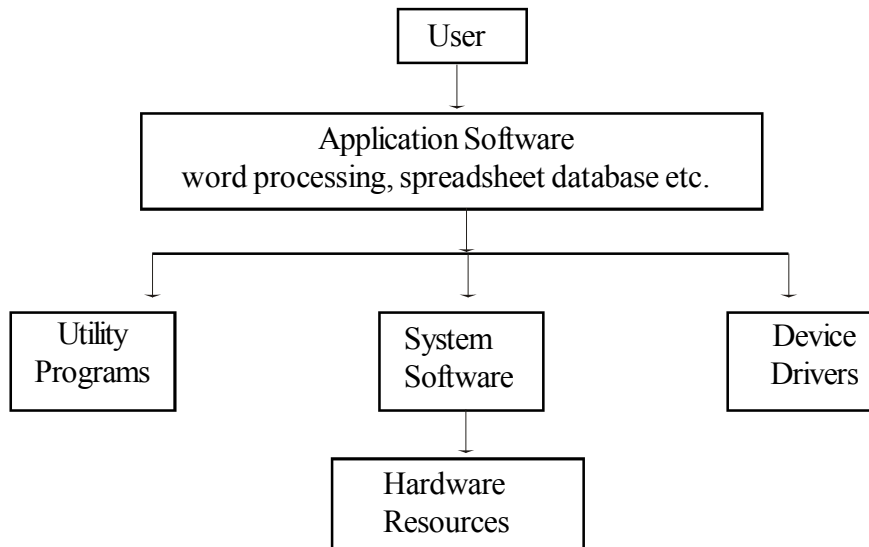 User
Application Software
word processing, spreadsheet database etc.
Utility
Programs
System
Software
Device
Drivers
Hardware
Resources